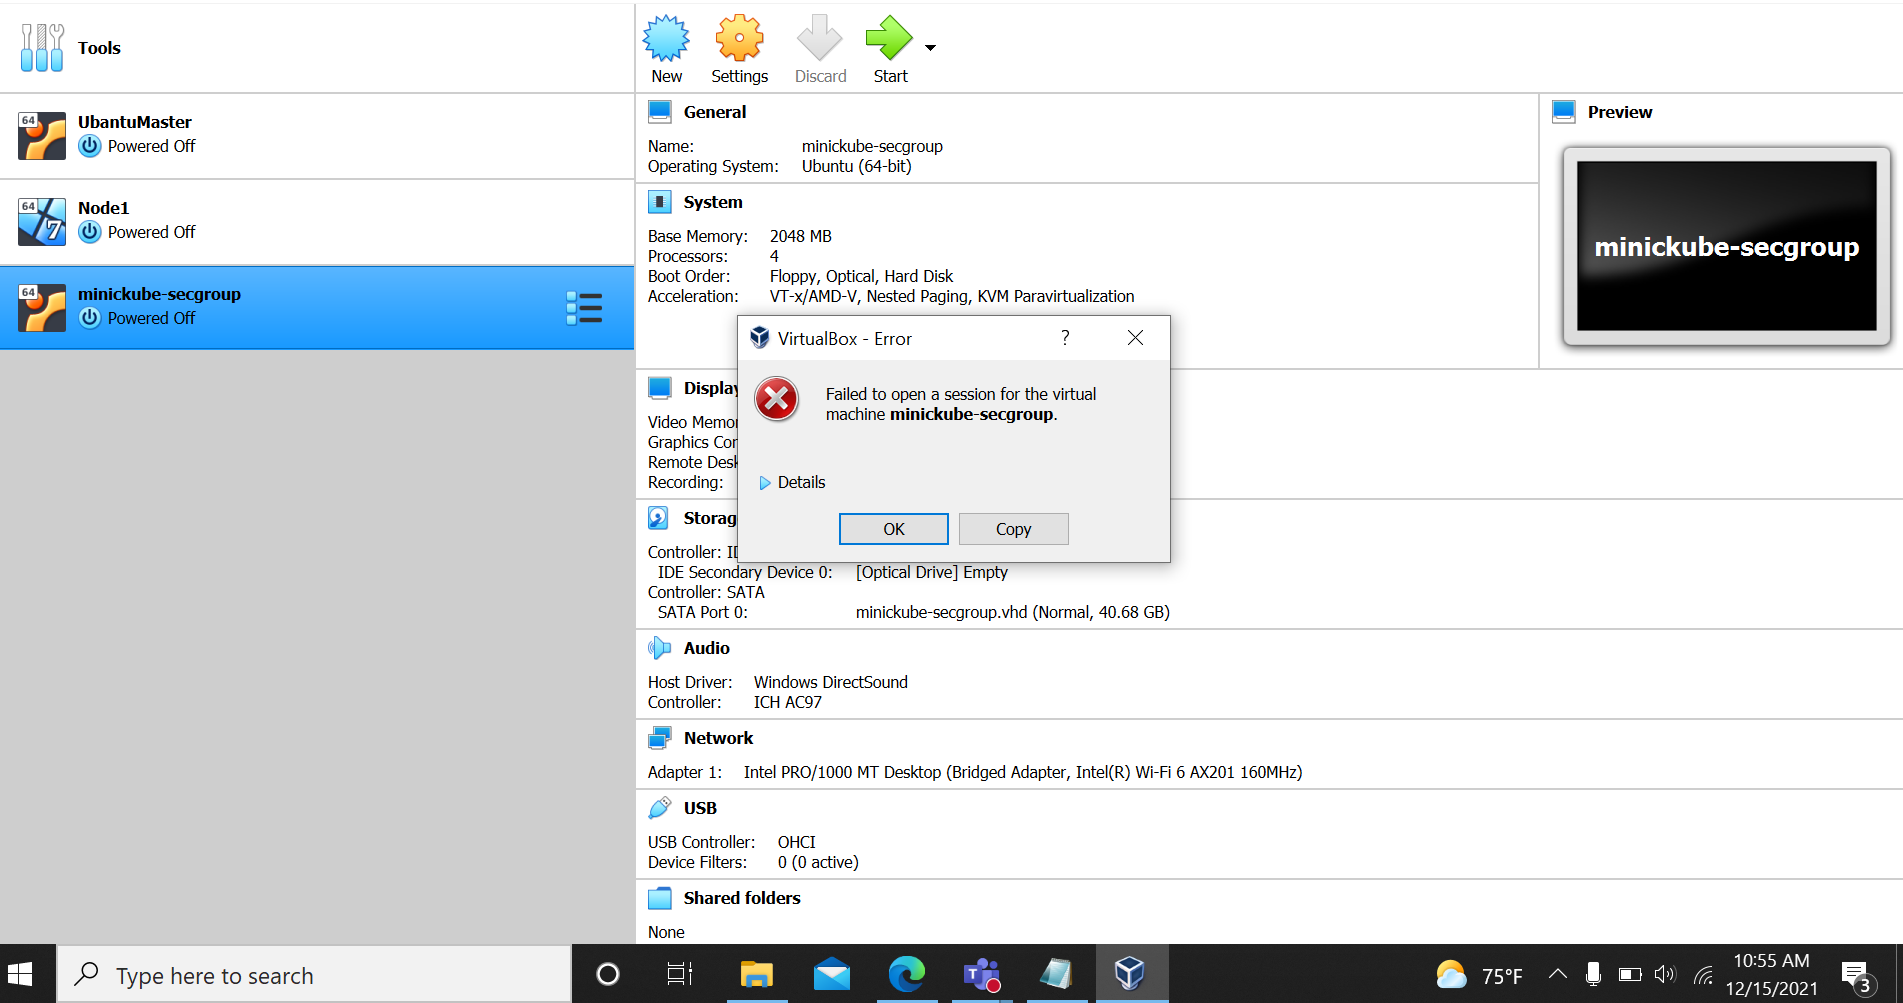 Tools
64
UbantuMaster
Powered Off
64
7
Node1
Powered Off
64
minickube-secgroup
Powered Off
New
Settings
Discard
Start
General
Name: minickube-secgroup
Operating System: Ubuntu (64-bit)
Preview
minickube-secgroup
System
Base Memory: 2048 MB
Processors: 4
Boot Order: Floppy, Optical, Hard Disk
Acceleration: VT-x/AMD-V, Nested Paging, KVM Paravirtualization
VirtualBox - Error
?
Failed to open a session for the virtual
machine minickube-secgroup.
Details
OK
Copy
Display
Video Memor
Graphics Cor
Remote Desk
Recording:
Storag
Controller: ID
IDE Secondary Device 0: [Optical Drive] Empty
Controller: SATA
SATA Port 0: minickube-secgroup.vhd (Normal, 40.68 GB)
Audio
Host Driver: Windows DirectSound
Controller: ICH AC97
Network
Adapter 1: Intel PRO/1000 MT Desktop (Bridged Adapter, Intel(R) Wi-Fi 6 AX201 160MHz)
USB
USB Controller: OHCI
Device Filters: 0 (0 active)
Shared folders
None
Type here to search
T
75°F
10:55 AM
12/15/2021
3